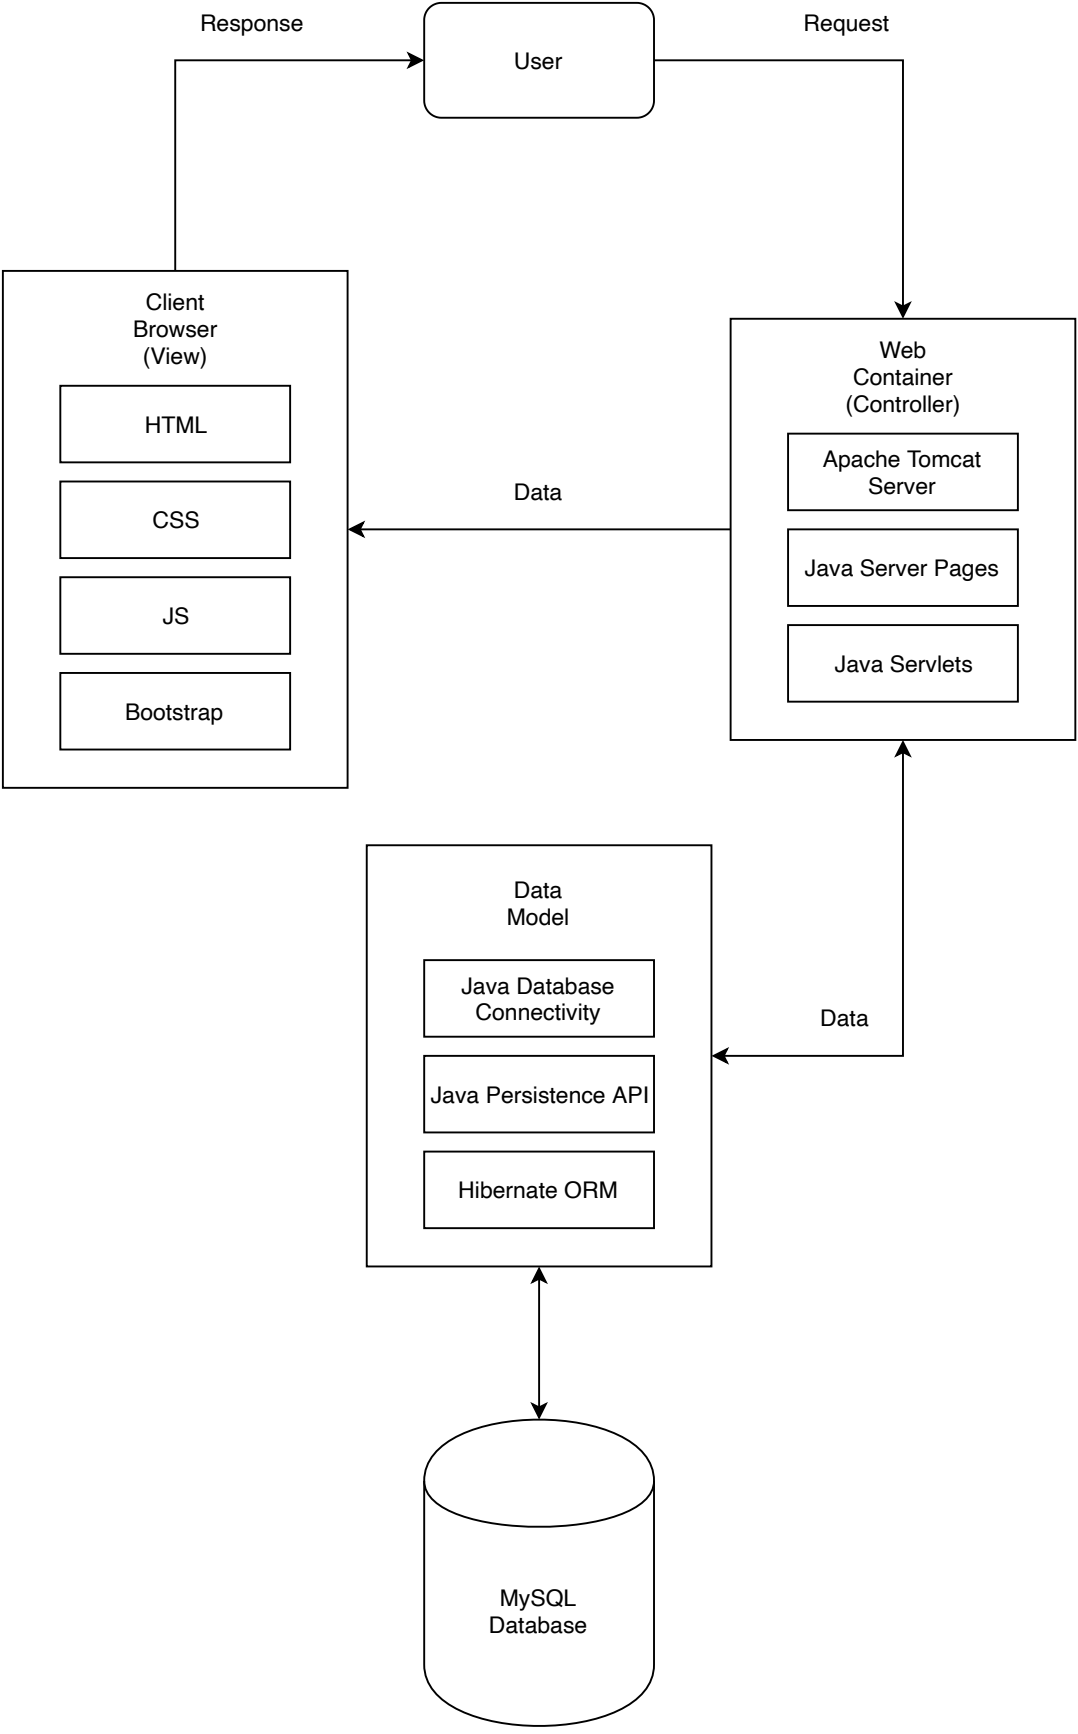 Response
User
Request
Client
Browser
(View)
HTML
CSS
JS
Bootstrap
Data
Web
Container
(Controller)
Apache Tomcat
Server
Java Server Pages
Java Servlets
Data
Model
Java Database
Connectivity
Java Persistence API
Hibernate ORM
Data
MySQL
Database